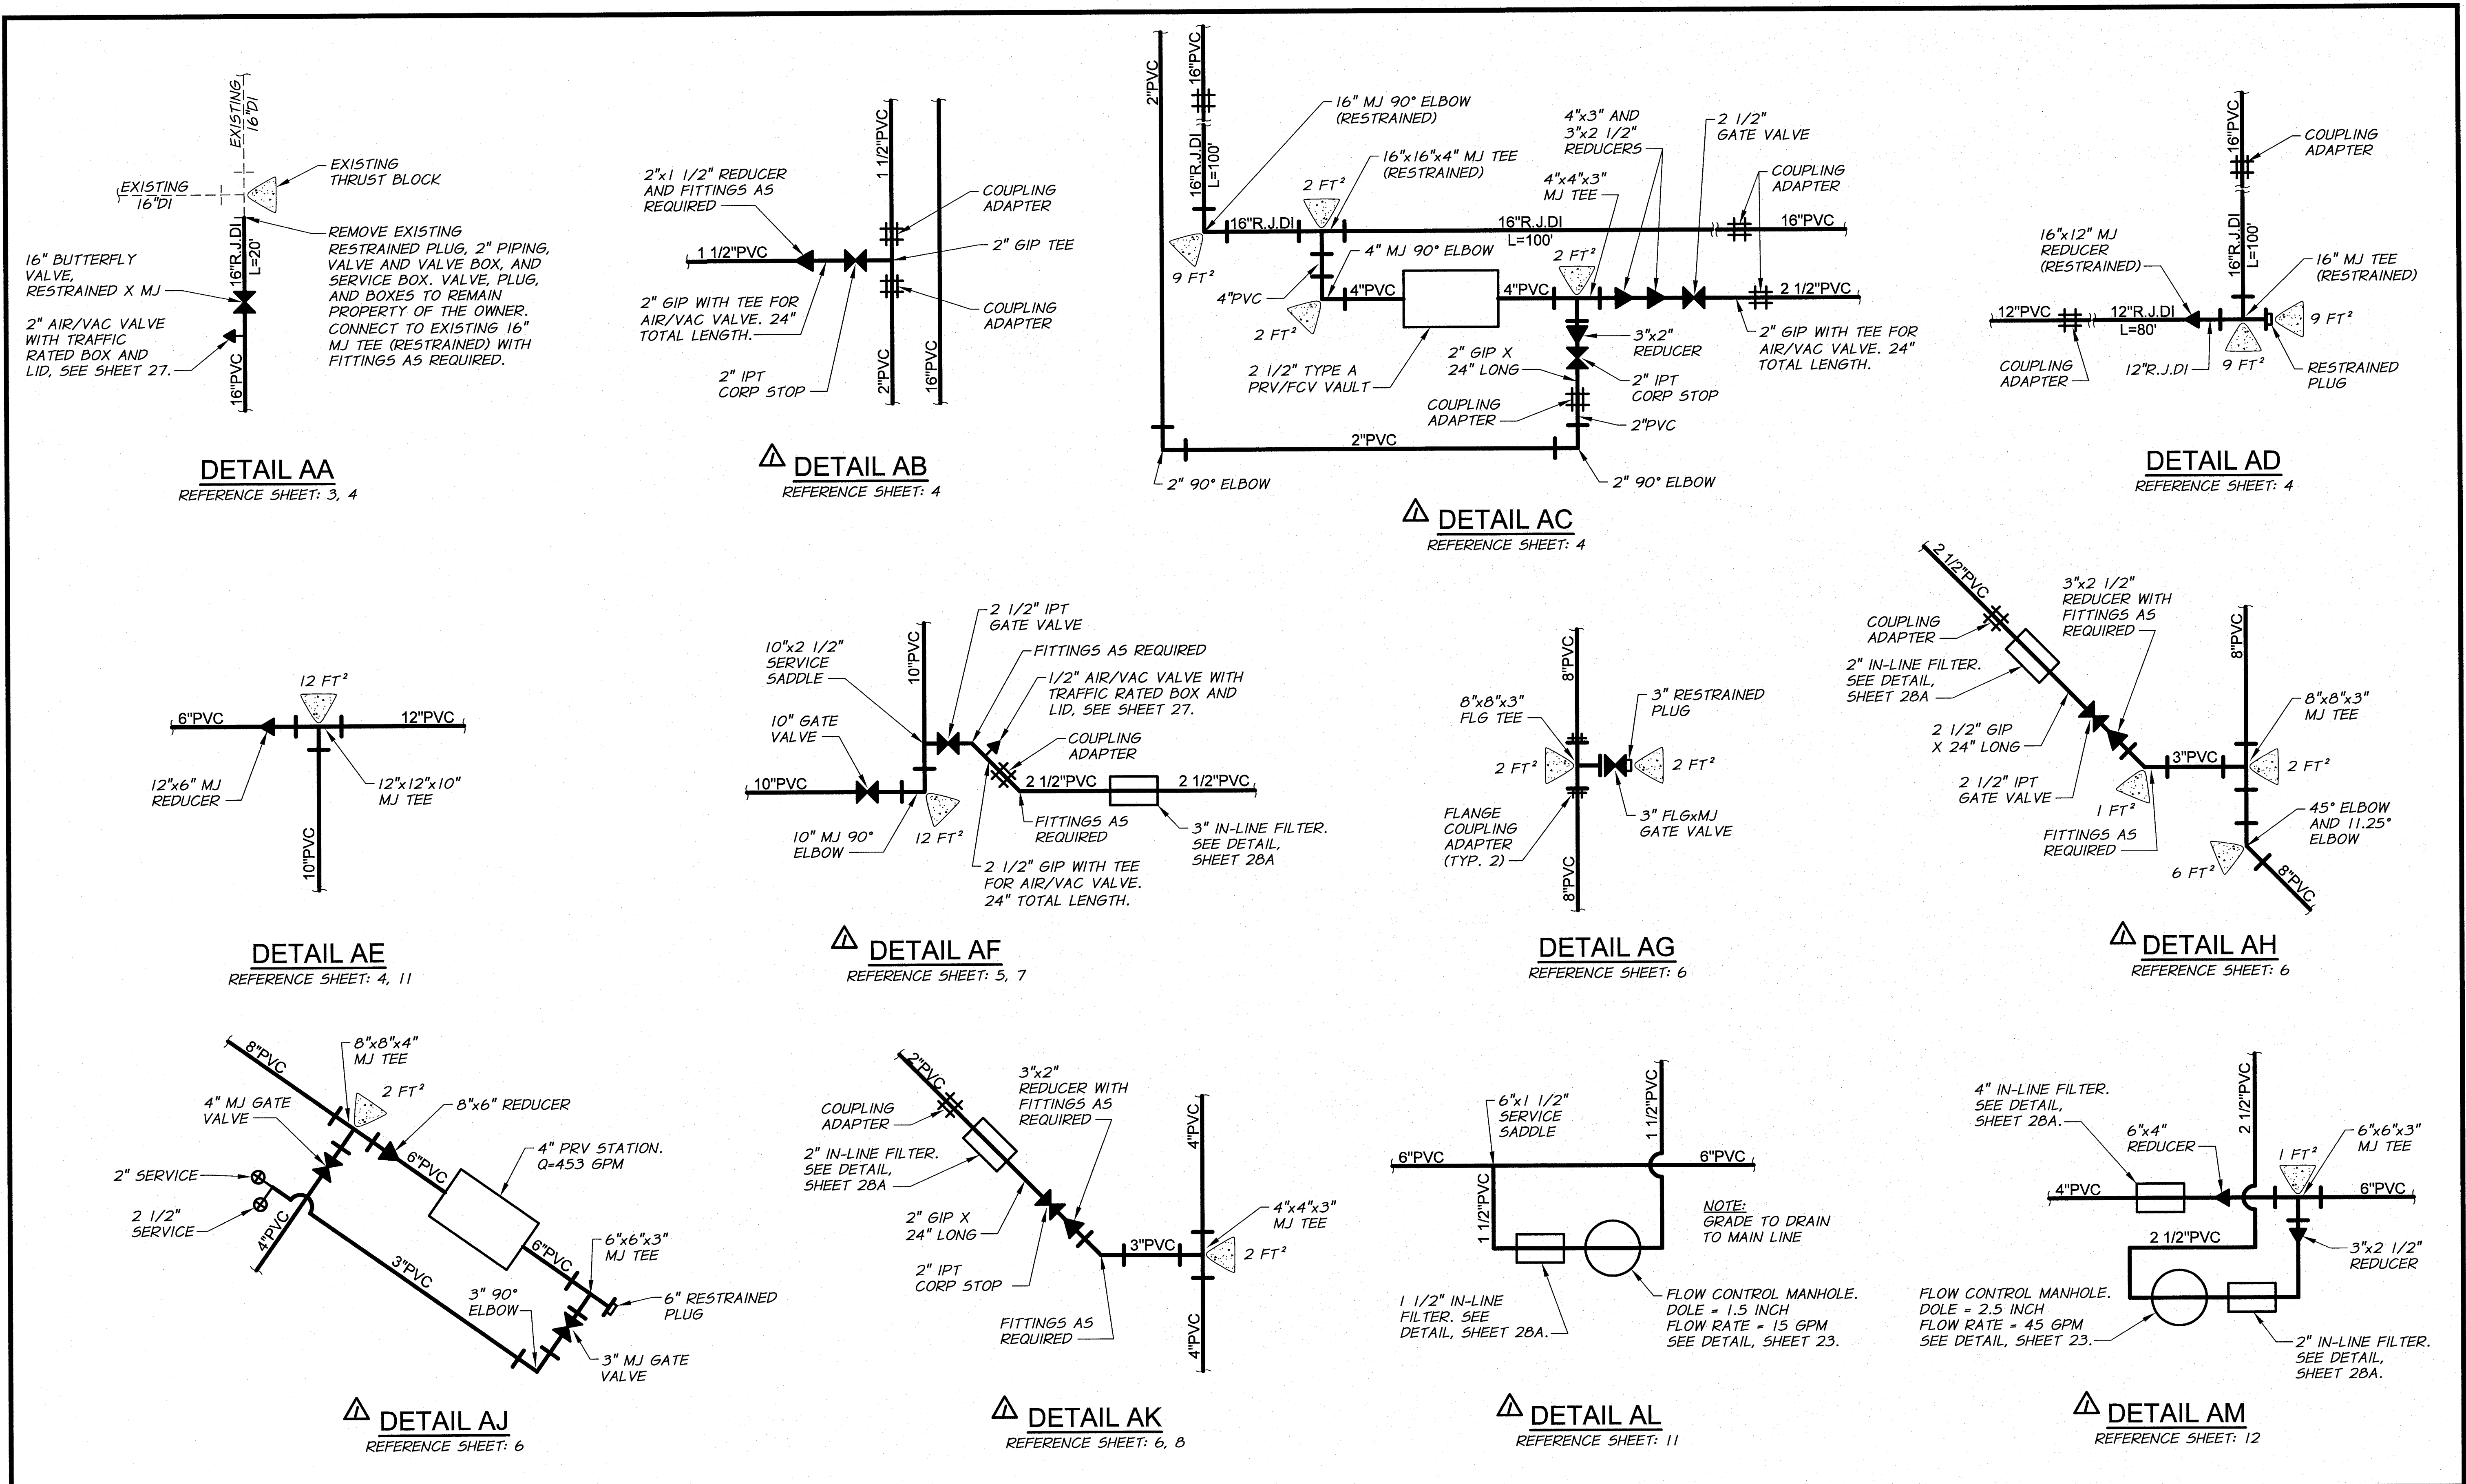 EXISTING
16"DI
EXISTING
16"DI
EXISTING
THRUST BLOCK
16"R.J.DI
L=20'
16" BUTTERFLY
VALVE,
RESTRAINED X MJ
2" AIR/VAC VALVE
WITH TRAFFIC
RATED BOX AND
LID, SEE SHEET 27.
REMOVE EXISTING
RESTRAINED PLUG, 2" PIPING,
VALVE AND VALVE BOX, AND
SERVICE BOX. VALVE, PLUG,
AND BOXES TO REMAIN
PROPERTY OF THE OWNER.
CONNECT TO EXISTING 16"
MJ TEE (RESTRAINED) WITH
FITTINGS AS REQUIRED.
16"PVC
DETAIL AA
REFERENCE SHEET: 3, 4
2"x1 1/2" REDUCER
AND FITTINGS AS
REQUIRED
1 1/2"PVC
1 1/2"PVC
COUPLING
ADAPTER
2" GIP TEE
COUPLING
ADAPTER
2" GIP WITH TEE FOR
AIR/VAC VALVE. 24"
TOTAL LENGTH.
2" IPT
CORP STOP
2"PVC
16"PVC
1
DETAIL AB
REFERENCE SHEET: 4
2"PVC
16"PVC
16"R.J.DI
L=100'
16" MJ 90° ELBOW
(RESTRAINED)
16"x16"x4" MJ TEE
(RESTRAINED)
2 FT²
4"x3" AND
3"x2 1/2"
REDUCERS
2 1/2"
GATE VALVE
4"x4"x3"
MJ TEE
COUPLING
ADAPTER
16"R.J.DI
16"R.J.DI
L=100'
16"PVC
9 FT²
4" MJ 90° ELBOW
2 FT²
4"PVC
4"PVC
4"PVC
2 1/2"PVC
2 FT²
2 1/2" TYPE A
PRV/FCV VAULT
2" GIP X
24" LONG
3"x2"
REDUCER
2" GIP WITH TEE FOR
AIR/VAC VALVE. 24"
TOTAL LENGTH.
2" IPT
CORP STOP
COUPLING
ADAPTER
2"PVC
2"PVC
2" 90° ELBOW
2" 90° ELBOW
1
DETAIL AC
REFERENCE SHEET: 4
16"PVC
COUPLING
ADAPTER
16"R.J.DI
L=100'
16"x12" MJ
REDUCER
(RESTRAINED)
16" MJ TEE
(RESTRAINED)
12"PVC
12"R.J.DI
L=80'
9 FT²
COUPLING
ADAPTER
12"R.J.DI
9 FT²
RESTRAINED
PLUG
DETAIL AD
REFERENCE SHEET: 4
12 FT²
6"PVC
12"PVC
12"x6" MJ
REDUCER
12"x12"x10"
MJ TEE
10"PVC
DETAIL AE
REFERENCE SHEET: 4, 11
10"x2 1/2"
SERVICE
SADDLE
10"PVC
2 1/2" IPT
GATE VALVE
FITTINGS AS REQUIRED
1/2" AIR/VAC VALVE WITH
TRAFFIC RATED BOX AND
LID, SEE SHEET 27.
10" GATE
VALVE
COUPLING
ADAPTER
10"PVC
2 1/2"PVC
2 1/2"PVC
10" MJ 90°
ELBOW
12 FT²
FITTINGS AS
REQUIRED
3" IN-LINE FILTER.
SEE DETAIL,
SHEET 28A
2 1/2" GIP WITH TEE
FOR AIR/VAC VALVE.
24" TOTAL LENGTH.
1
DETAIL AF
REFERENCE SHEET: 5, 7
8"PVC
8"x8"x3"
FLG TEE
3" RESTRAINED
PLUG
2 FT²
2 FT²
FLANGE
COUPLING
ADAPTER
(TYP. 2)
3" FLGxMJ
GATE VALVE
8"PVC
DETAIL AG
REFERENCE SHEET: 6
2 1/2"PVC
COUPLING
ADAPTER
3"x2 1/2"
REDUCER WITH
FITTINGS AS
REQUIRED
8"PVC
2" IN-LINE FILTER.
SEE DETAIL,
SHEET 28A
8"x8"x3"
MJ TEE
2 1/2" GIP
X 24" LONG
3"PVC
2 FT²
2 1/2" IPT
GATE VALVE
1 FT²
45° ELBOW
AND 11.25°
ELBOW
FITTINGS AS
REQUIRED
6 FT²
8"PVC
1
DETAIL AH
REFERENCE SHEET: 6
8"PVC
8"x8"x4"
MJ TEE
2 FT²
4" MJ GATE
VALVE
8"x6" REDUCER
4" PRV STATION.
Q=453 GPM
6"PVC
2" SERVICE
2 1/2"
SERVICE
4"PVC
3"PVC
6"PVC
6"x6"x3"
MJ TEE
3" 90°
ELBOW
6" RESTRAINED
PLUG
3" MJ GATE
VALVE
1
DETAIL AJ
REFERENCE SHEET: 6
2"PVC
COUPLING
ADAPTER
3"x2"
REDUCER WITH
FITTINGS AS
REQUIRED
4"PVC
2" IN-LINE FILTER.
SEE DETAIL,
SHEET 28A
2" GIP X
24" LONG
4"x4"x3"
MJ TEE
3"PVC
2 FT²
2" IPT
CORP STOP
FITTINGS AS
REQUIRED
4"PVC
1
DETAIL AK
REFERENCE SHEET: 6, 8
6"x1 1/2"
SERVICE
SADDLE
1 1/2"PVC
6"PVC
6"PVC
1 1/2"PVC
NOTE:
GRADE TO DRAIN
TO MAIN LINE
1 1/2" IN-LINE
FILTER. SEE
DETAIL, SHEET 28A.
FLOW CONTROL MANHOLE.
DOLE = 1.5 INCH
FLOW RATE = 15 GPM
SEE DETAIL, SHEET 23.
1
DETAIL AL
REFERENCE SHEET: 11
4" IN-LINE FILTER.
SEE DETAIL,
SHEET 28A.
2 1/2"PVC
6"x4"
REDUCER
1 FT²
6"x6"x3"
MJ TEE
4"PVC
6"PVC
2 1/2"PVC
3"x2 1/2"
REDUCER
FLOW CONTROL MANHOLE.
DOLE = 2.5 INCH
FLOW RATE = 45 GPM
SEE DETAIL, SHEET 23.
2" IN-LINE FILTER.
SEE DETAIL,
SHEET 28A.
1
DETAIL AM
REFERENCE SHEET: 12